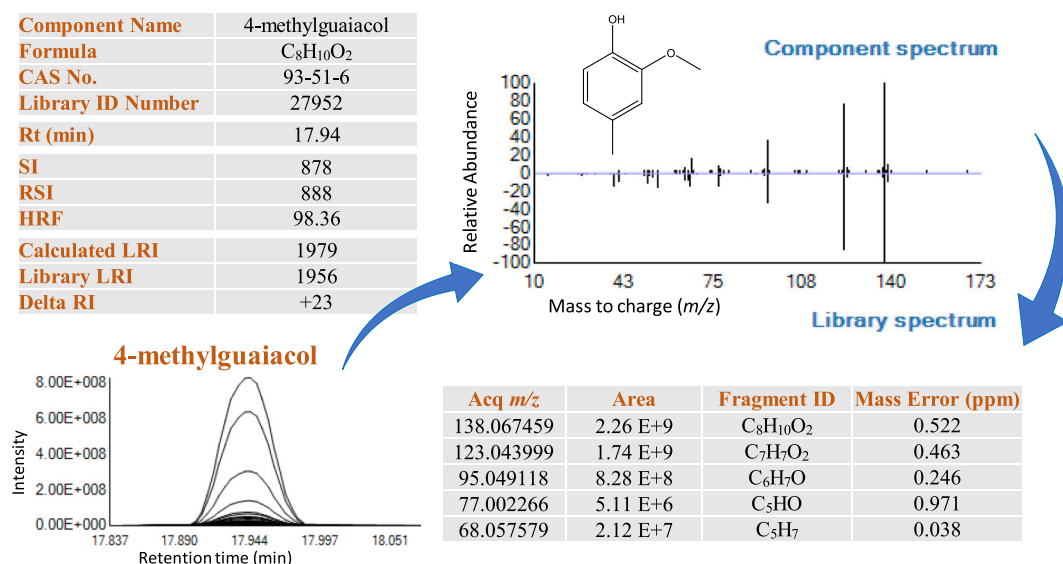 Component Name 4-methylguaiacol
Formula C₈H₁₀O₂
CAS No. 93-51-6
Library ID Number 27952
Rt (min) 17.94
SI 878
RSI 888
HRF 98.36
Calculated LRI 1979
Library LRI 1956
Delta RI +23
OH
O
Component spectrum
Relative Abundance
100
80
60
40
20
0
-20
-40
-60
-80
-100
10 43 75 108 140 173
Mass to charge (m/z)
Library spectrum
4-methylguaiacol
Intensity
8.00E+008
6.00E+008
4.00E+008
2.00E+008
0.00E+000
17.837 17.890 17.944 17.997 18.051
Retention time (min)
Acq m/z Area Fragment ID Mass Error (ppm)
138.067459 2.26 E+9 C₈H₁₀O₂ 0.522
123.043999 1.74 E+9 C₇H₇O₂ 0.463
95.049118 8.28 E+8 C₆H₇O 0.246
77.002266 5.11 E+6 C₅HO 0.971
68.057579 2.12 E+7 C₅H₇ 0.038